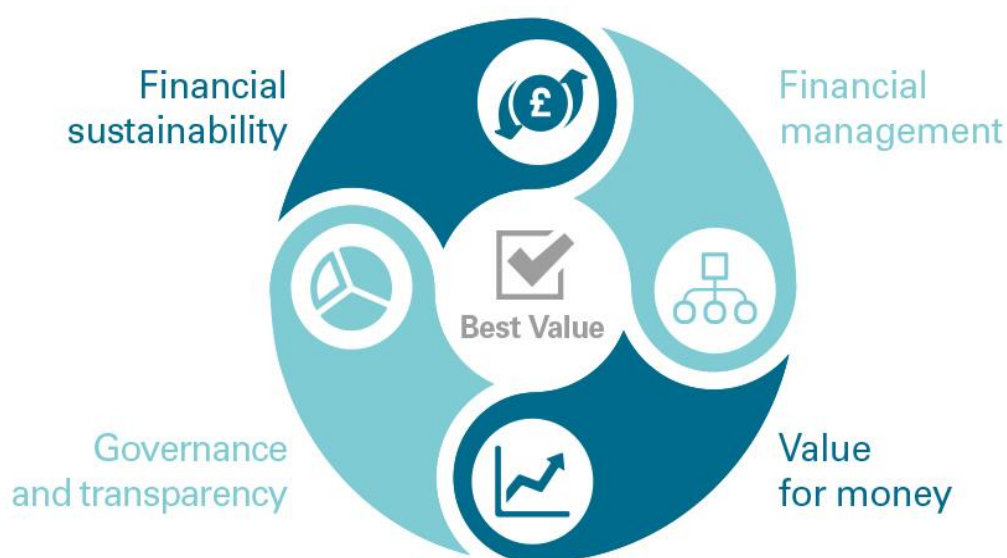 Financial
sustainability
£
Financial
management
Best Value
Governance
and transparency
Value
for money